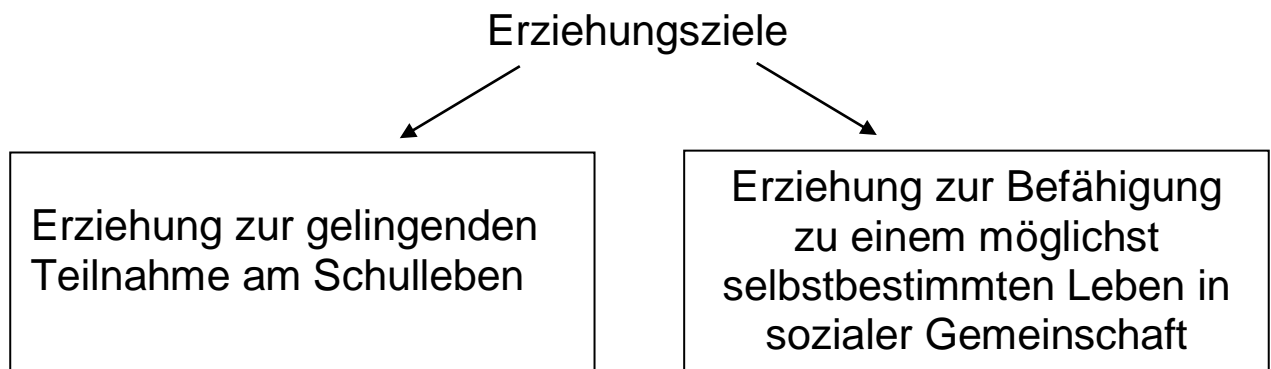 Erziehungsziele
Erziehung zur gelingenden
Teilnahme am Schulleben
Erziehung zur Befähigung
zu einem möglichst
selbstbestimmten Leben in
sozialer Gemeinschaft